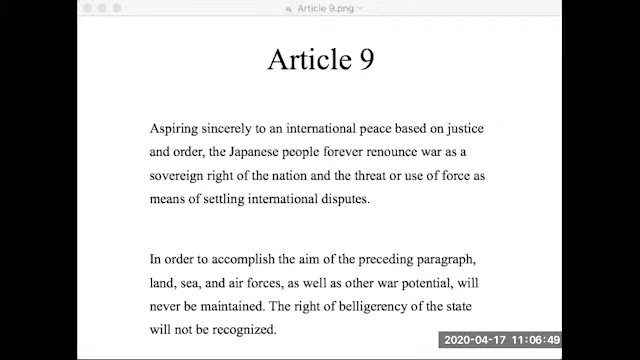 Article 9.png
Article 9
Aspiring sincerely to an international peace based on justice
and order, the Japanese people forever renounce war as a
sovereign right of the nation and the threat or use of force as
means of settling international disputes.
In order to accomplish the aim of the preceding paragraph,
land, sea, and air forces, as well as other war potential, will
never be maintained. The right of belligerency of the state
will not be recognized.
2020-04-17 11:06:49